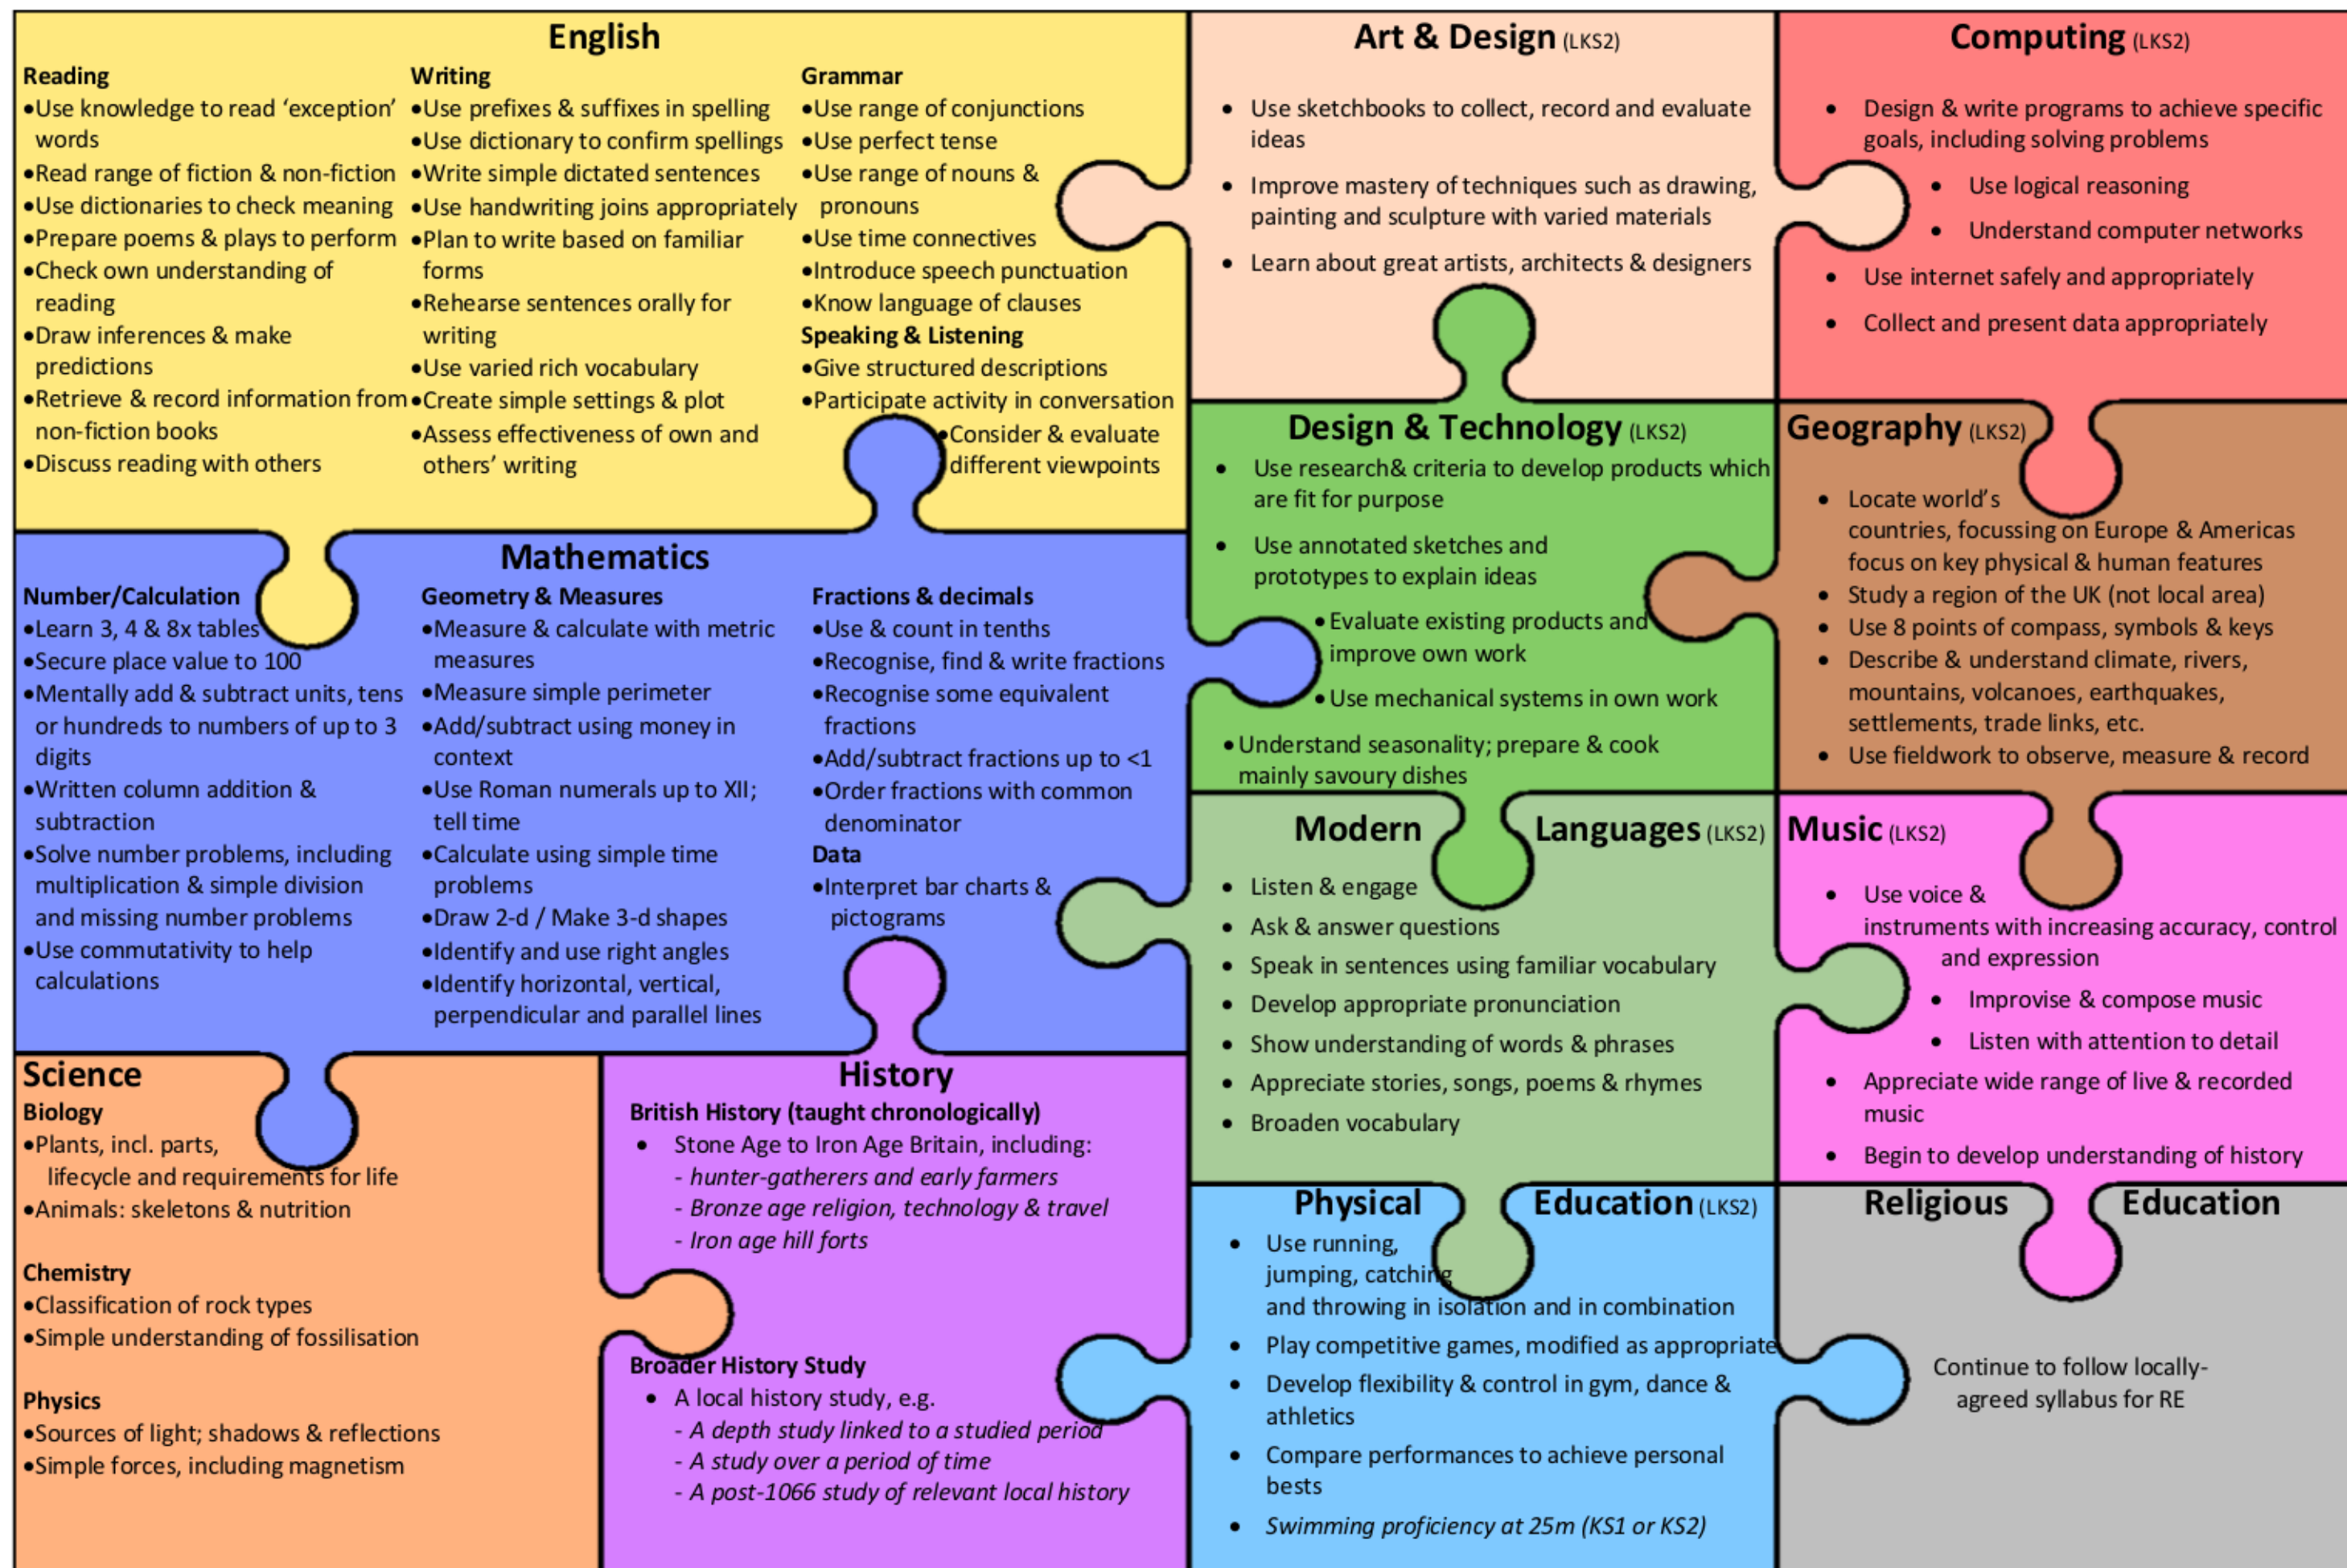 English
Reading
•Use knowledge to read ‘exception’
words
•Read range of fiction & non-fiction
•Use dictionaries to check meaning
•Prepare poems & plays to perform
•Check own understanding of
reading
•Draw inferences & make
predictions
•Retrieve & record information from
non-fiction books
•Discuss reading with others
Writing
•Use prefixes & suffixes in spelling
•Use dictionary to confirm spellings
•Write simple dictated sentences
•Use handwriting joins appropriately
•Plan to write based on familiar
forms
•Rehearse sentences orally for
writing
•Use varied rich vocabulary
•Create simple settings & plot
•Assess effectiveness of own and
others’ writing
Grammar
•Use range of conjunctions
•Use perfect tense
•Use range of nouns &
pronouns
•Use time connectives
•Introduce speech punctuation
•Know language of clauses
Speaking & Listening
•Give structured descriptions
•Participate activity in conversation
•Consider & evaluate
different viewpoints
Art & Design (LKS2)
• Use sketchbooks to collect, record and evaluate
ideas
• Improve mastery of techniques such as drawing,
painting and sculpture with varied materials
• Learn about great artists, architects & designers
Computing (LKS2)
• Design & write programs to achieve specific
goals, including solving problems
• Use logical reasoning
• Understand computer networks
• Use internet safely and appropriately
• Collect and present data appropriately
Mathematics
Number/Calculation
•Learn 3, 4 & 8x tables
•Secure place value to 100
•Mentally add & subtract units, tens
or hundreds to numbers of up to 3
digits
•Written column addition &
subtraction
•Solve number problems, including
multiplication & simple division
and missing number problems
•Use commutativity to help
calculations
Geometry & Measures
•Measure & calculate with metric
measures
•Measure simple perimeter
•Add/subtract using money in
context
•Use Roman numerals up to XII;
tell time
•Calculate using simple time
problems
•Draw 2-d / Make 3-d shapes
•Identify and use right angles
•Identify horizontal, vertical,
perpendicular and parallel lines
Fractions & decimals
•Use & count in tenths
•Recognise, find & write fractions
•Recognise some equivalent
fractions
•Add/subtract fractions up to <1
•Order fractions with common
denominator
Data
•Interpret bar charts &
pictograms
Design & Technology (LKS2)
• Use research& criteria to develop products which
are fit for purpose
• Use annotated sketches and
prototypes to explain ideas
•Evaluate existing products and
improve own work
•Use mechanical systems in own work
•Understand seasonality; prepare & cook
mainly savoury dishes
Geography (LKS2)
• Locate world’s
countries, focussing on Europe & Americas
focus on key physical & human features
• Study a region of the UK (not local area)
• Use 8 points of compass, symbols & keys
• Describe & understand climate, rivers,
mountains, volcanoes, earthquakes,
settlements, trade links, etc.
• Use fieldwork to observe, measure & record
Modern Languages (LKS2)
• Listen & engage
• Ask & answer questions
• Speak in sentences using familiar vocabulary
• Develop appropriate pronunciation
• Show understanding of words & phrases
• Appreciate stories, songs, poems & rhymes
• Broaden vocabulary
Music (LKS2)
• Use voice &
instruments with increasing accuracy, control
and expression
• Improvise & compose music
• Listen with attention to detail
• Appreciate wide range of live & recorded
music
• Begin to develop understanding of history
Science
Biology
•Plants, incl. parts,
lifecycle and requirements for life
•Animals: skeletons & nutrition
Chemistry
•Classification of rock types
•Simple understanding of fossilisation
Physics
•Sources of light; shadows & reflections
•Simple forces, including magnetism
History
British History (taught chronologically)
• Stone Age to Iron Age Britain, including:
- hunter-gatherers and early farmers
- Bronze age religion, technology & travel
- Iron age hill forts
Broader History Study
• A local history study, e.g.
- A depth study linked to a studied period
- A study over a period of time
- A post-1066 study of relevant local history
Physical Education (LKS2)
• Use running,
jumping, catching
and throwing in isolation and in combination
• Play competitive games, modified as appropriate
• Develop flexibility & control in gym, dance &
athletics
• Compare performances to achieve personal
bests
• Swimming proficiency at 25m (KS1 or KS2)
Religious Education
Continue to follow locally-
agreed syllabus for RE